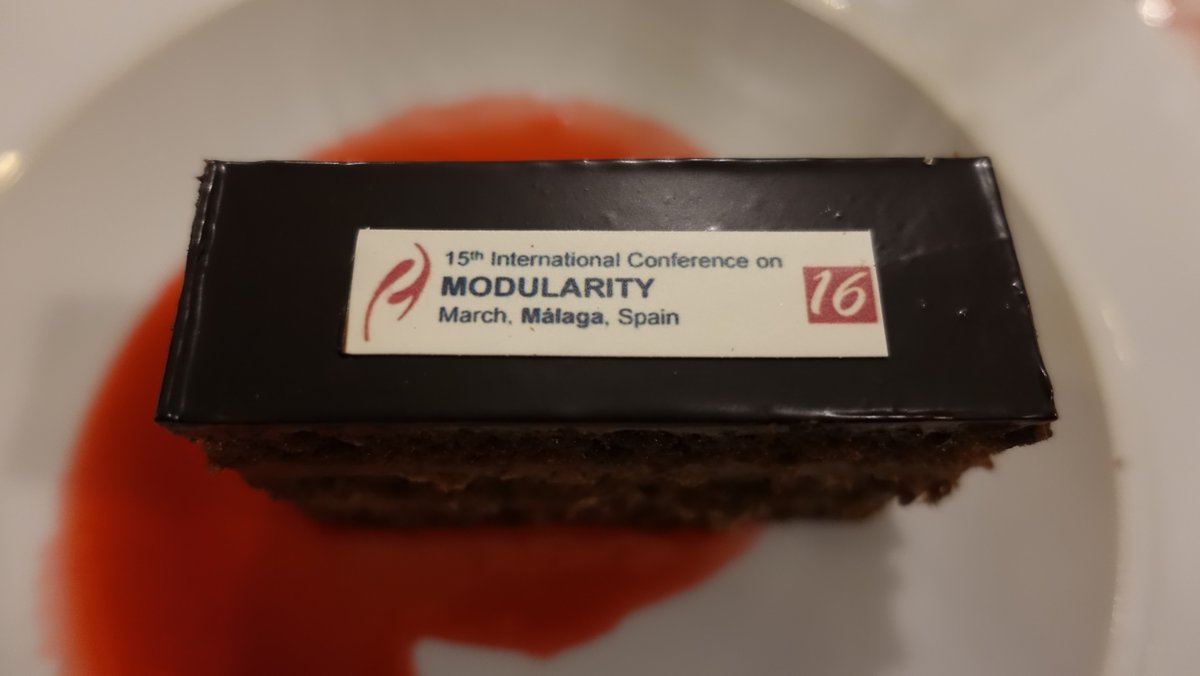 15th International Conference on
MODULARITY
March, Málaga, Spain
16